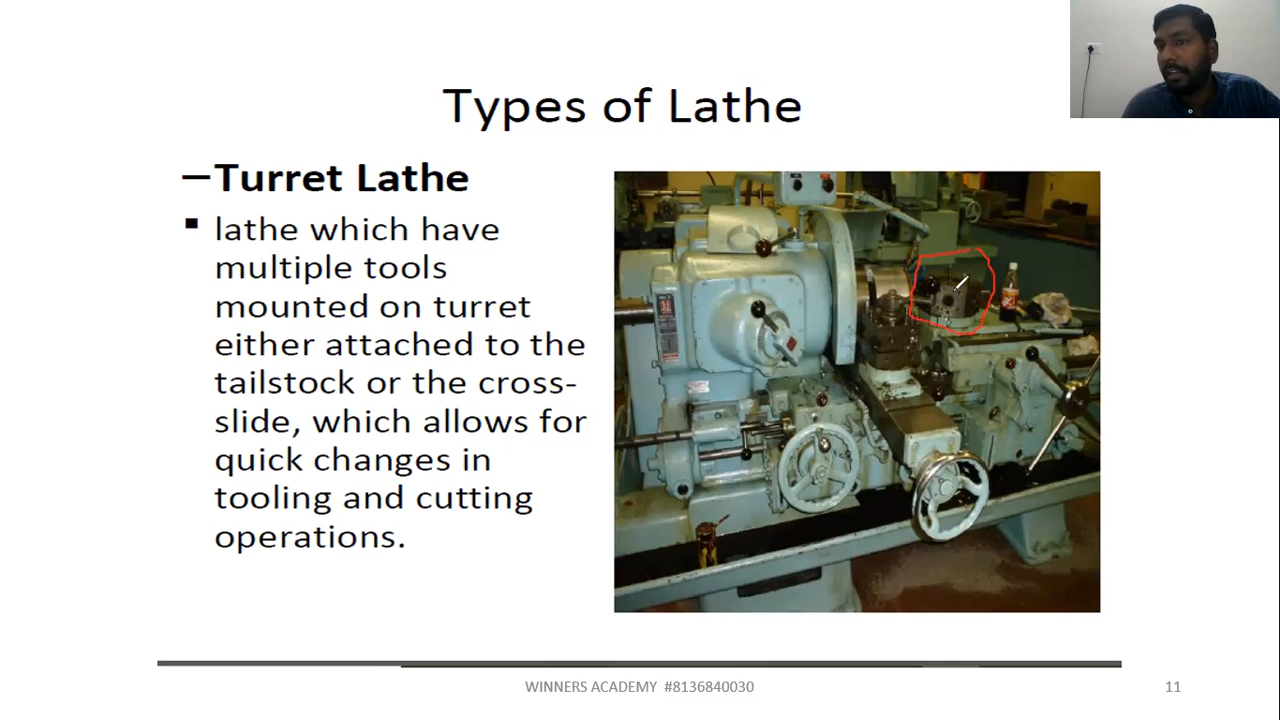 Types of Lathe
–Turret Lathe
▪ lathe which have
multiple tools
mounted on turret
either attached to the
tailstock or the cross-
slide, which allows for
quick changes in
tooling and cutting
operations.
WINNERS ACADEMY #8136840030
11